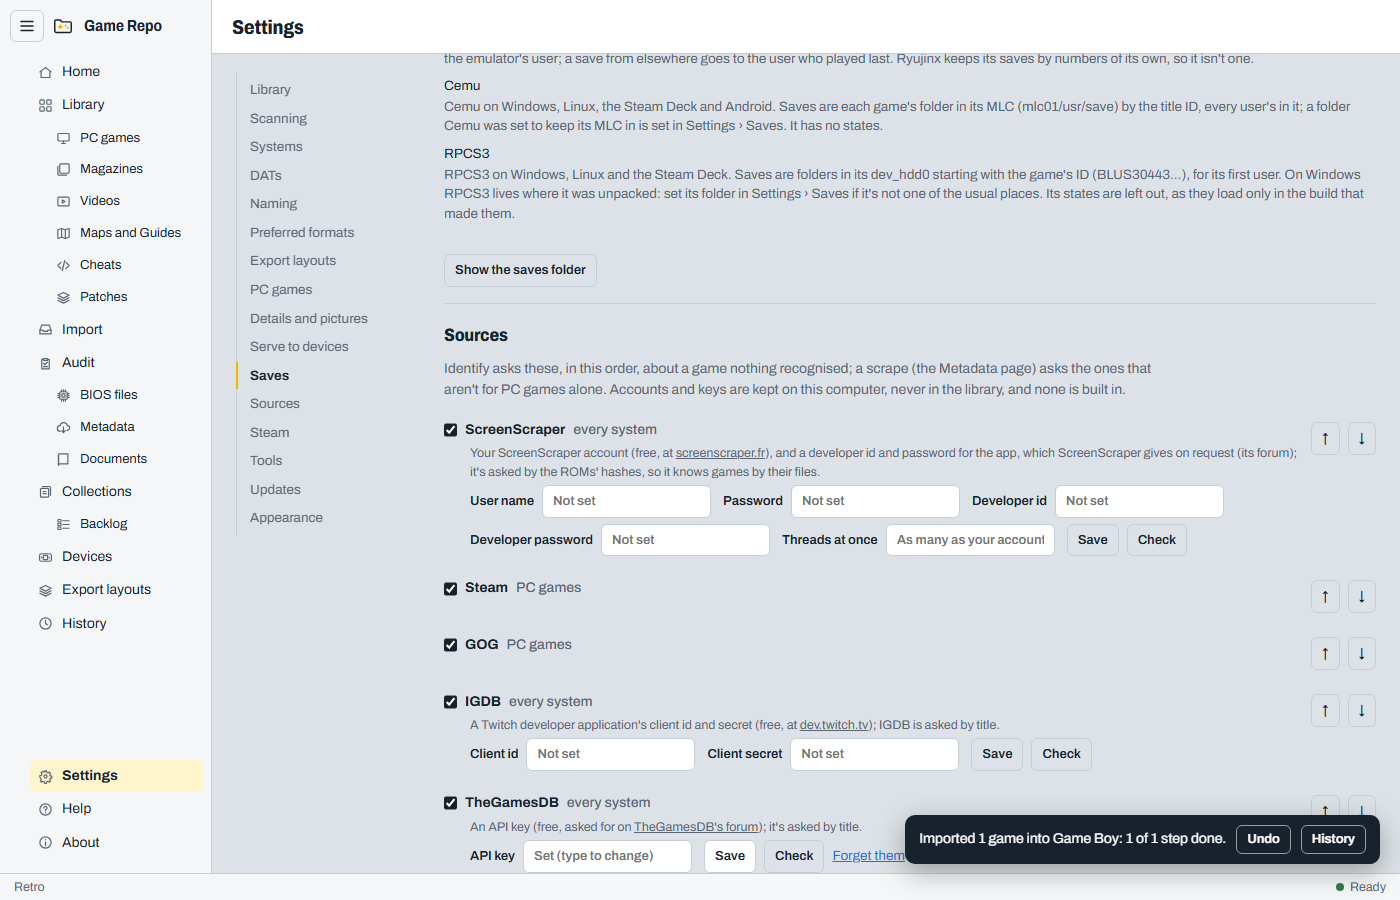 Game Repo
Settings
Home
Library
PC games
Magazines
Videos
Maps and Guides
Cheats
Patches
Import
Audit
BIOS files
Metadata
Documents
Collections
Backlog
Devices
Export layouts
History
Settings
Help
About
Library
Scanning
Systems
DATs
Naming
Preferred formats
Export layouts
PC games
Details and pictures
Serve to devices
Saves
Sources
Steam
Tools
Updates
Appearance
the emulator's user; a save from elsewhere goes to the user who played last. Ryujinx keeps its saves by numbers of its own, so it isn't one.
Cemu
Cemu on Windows, Linux, the Steam Deck and Android. Saves are each game's folder in its MLC (mlc01/usr/save) by the title ID, every user's in it; a folder
Cemu was set to keep its MLC in is set in Settings › Saves. It has no states.
RPCS3
RPCS3 on Windows, Linux and the Steam Deck. Saves are folders in its dev_hdd0 starting with the game's ID (BLUS30443…), for its first user. On Windows
RPCS3 lives where it was unpacked: set its folder in Settings › Saves if it's not one of the usual places. Its states are left out, as they load only in the build that
made them.
Show the saves folder
Sources
Identify asks these, in this order, about a game nothing recognised; a scrape (the Metadata page) asks the ones that
aren't for PC games alone. Accounts and keys are kept on this computer, never in the library, and none is built in.
ScreenScraper every system ↑ ↓
Your ScreenScraper account (free, at screenscraper.fr), and a developer id and password for the app, which ScreenScraper gives on request (its forum);
it's asked by the ROMs' hashes, so it knows games by their files.
User name Not set Password Not set Developer id Not set
Developer password Not set Threads at once As many as your account Save Check
Steam PC games ↑ ↓
GOG PC games ↑ ↓
IGDB every system ↑ ↓
A Twitch developer application's client id and secret (free, at dev.twitch.tv); IGDB is asked by title.
Client id Not set Client secret Not set Save Check
TheGamesDB every system ↑ ↓
An API key (free, asked for on TheGamesDB's forum); it's asked by title.
API key Set (type to change) Save Check Forget them
Imported 1 game into Game Boy: 1 of 1 step done. Undo History
Retro
Ready